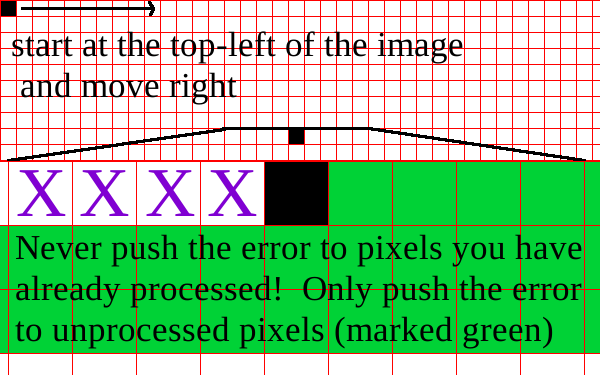 start at the top-left of the image
and move right
X X X X
Never push the error to pixels you have
already processed!  Only push the error
to unprocessed pixels (marked green)